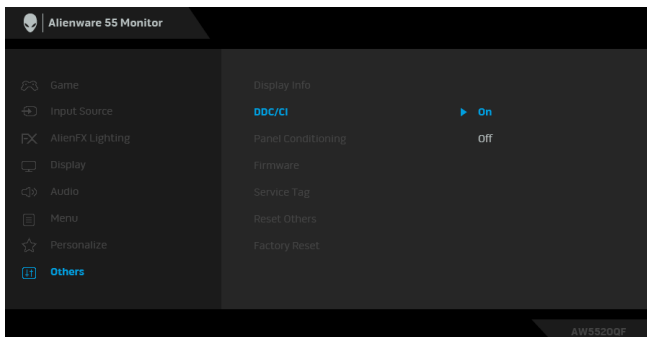 Alienware 55 Monitor
Game
Input Source
AlienFX Lighting
Display
Audio
Menu
Personalize
Others
Display Info
DDC/CI
On
Panel Conditioning
Off
Firmware
Service Tag
Reset Others
Factory Reset
AW5520QF